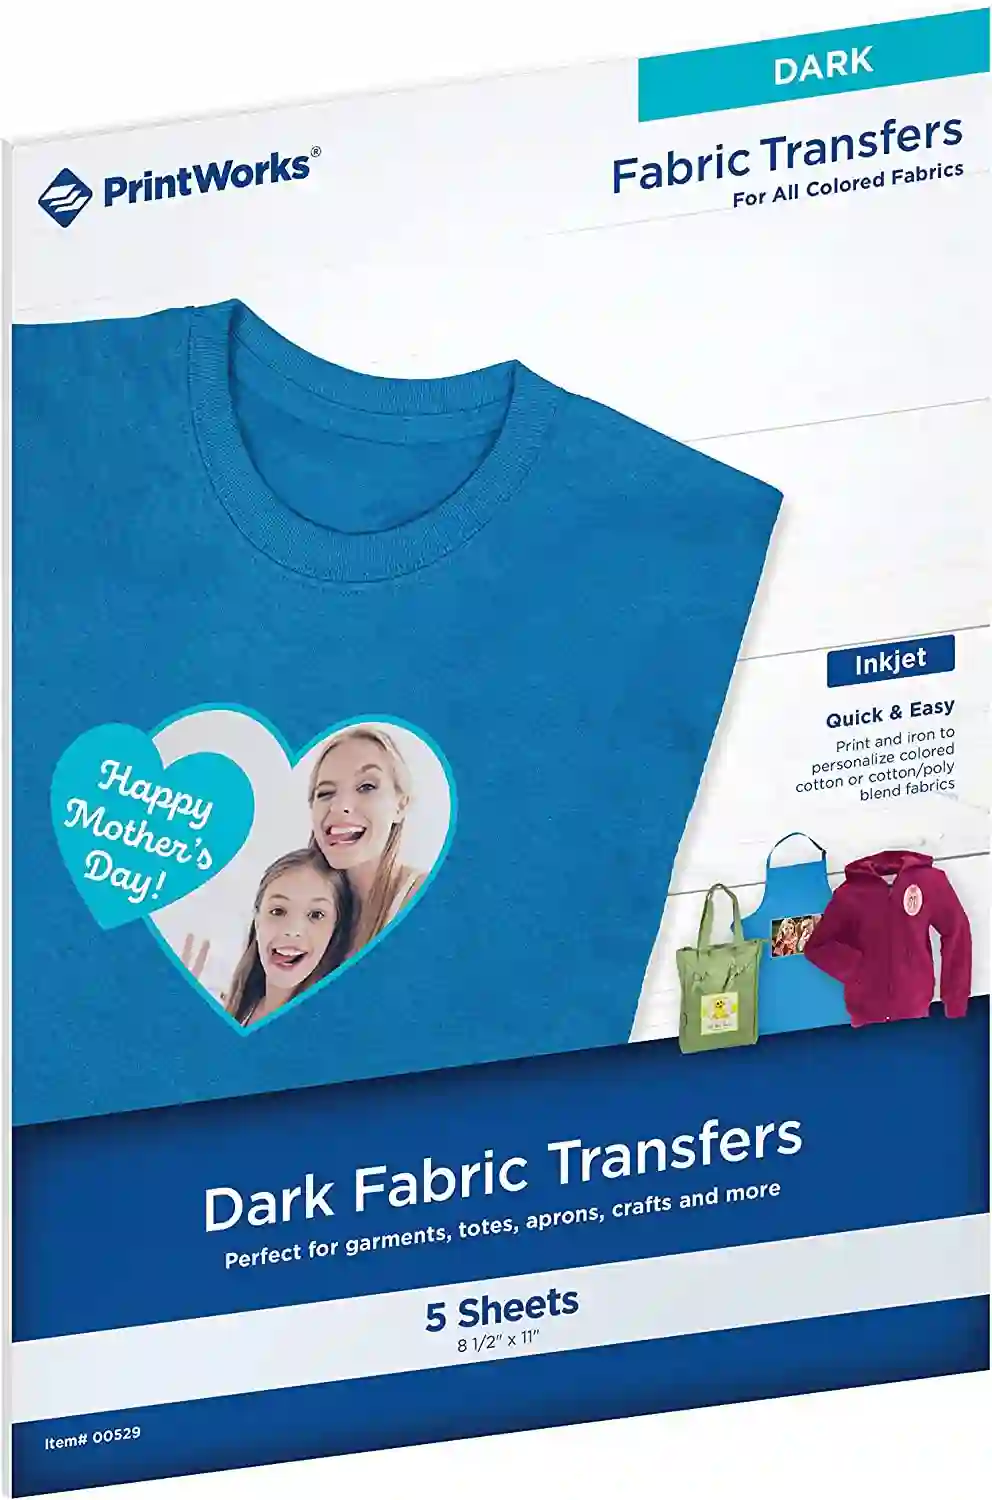 DARK
PrintWorks®
Fabric Transfers
For All Colored Fabrics
Inkjet
Quick & Easy
Print and iron to
personalize colored
cotton or cotton/poly
blend fabrics
Happy
Mother's
Day!
Dark Fabric Transfers
Perfect for garments, totes, aprons, crafts and more
5 Sheets
8 1/2" x 11"
Item# 00529